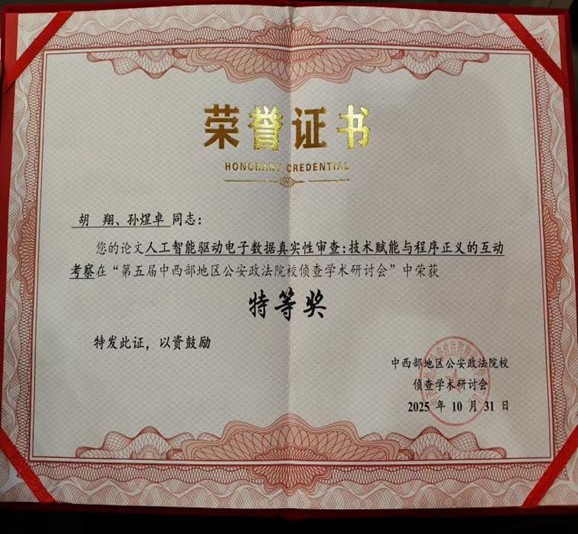 荣誉证书
HONORARY CREDENTIAL
胡　翔、孙煜卓 同志：
您的论文人工智能驱动电子数据真实性审查：技术赋能与程序正义的互动
考察在“第五届中西部地区公安政法院校侦查学术研讨会”中荣获
特等奖
特发此证，以资鼓励
中西部地区公安政法院校
侦查学术研讨会
2025 年 10 月 31 日